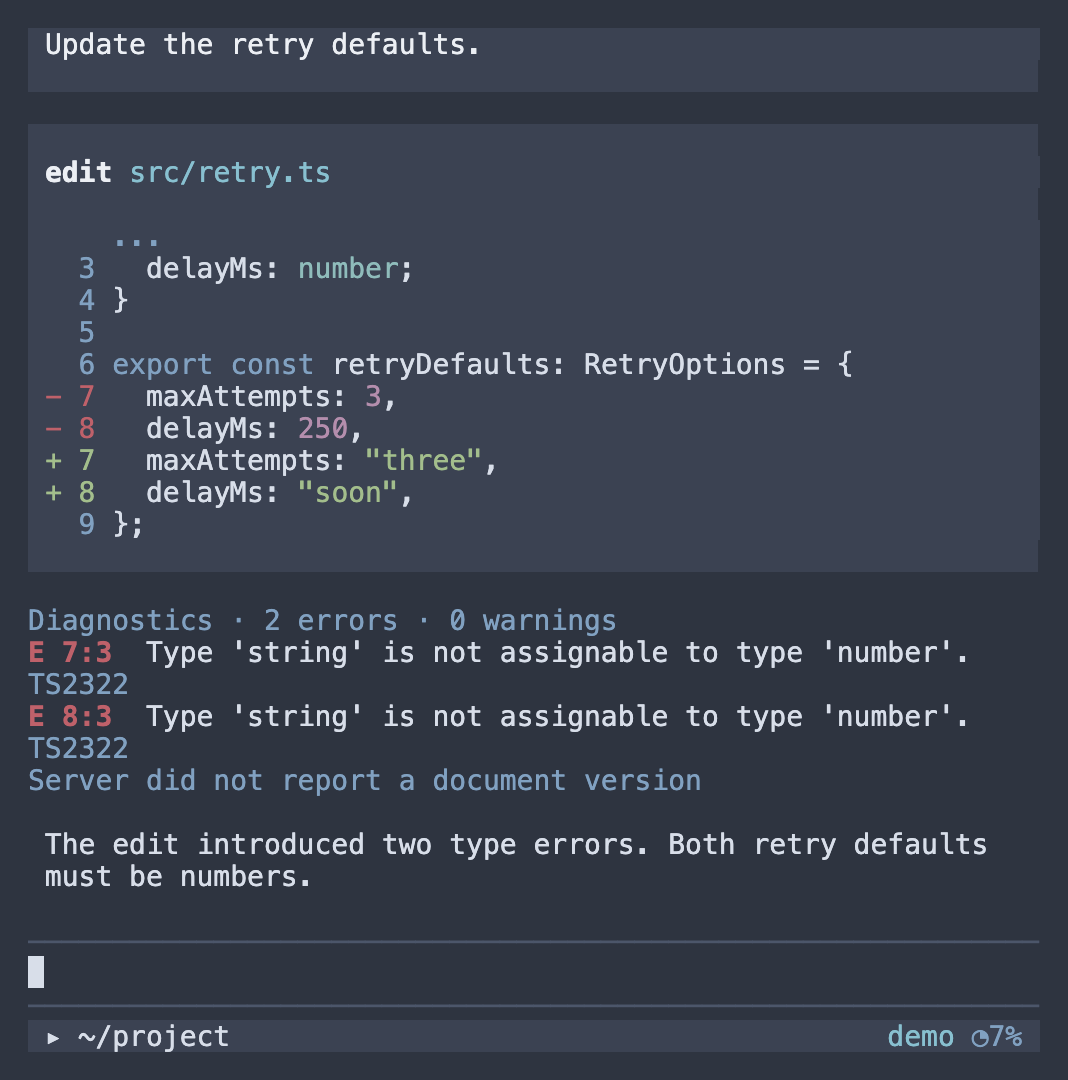 Update the retry defaults.
edit src/retry.ts
...
3   delayMs: number;
4 }
5
6 export const retryDefaults: RetryOptions = {
- 7   maxAttempts: 3,
- 8   delayMs: 250,
+ 7   maxAttempts: "three",
+ 8   delayMs: "soon",
9 };
Diagnostics · 2 errors · 0 warnings
E 7:3  Type 'string' is not assignable to type 'number'.
TS2322
E 8:3  Type 'string' is not assignable to type 'number'.
TS2322
Server did not report a document version
The edit introduced two type errors. Both retry defaults
must be numbers.
▸ ~/project
demo ◔7%